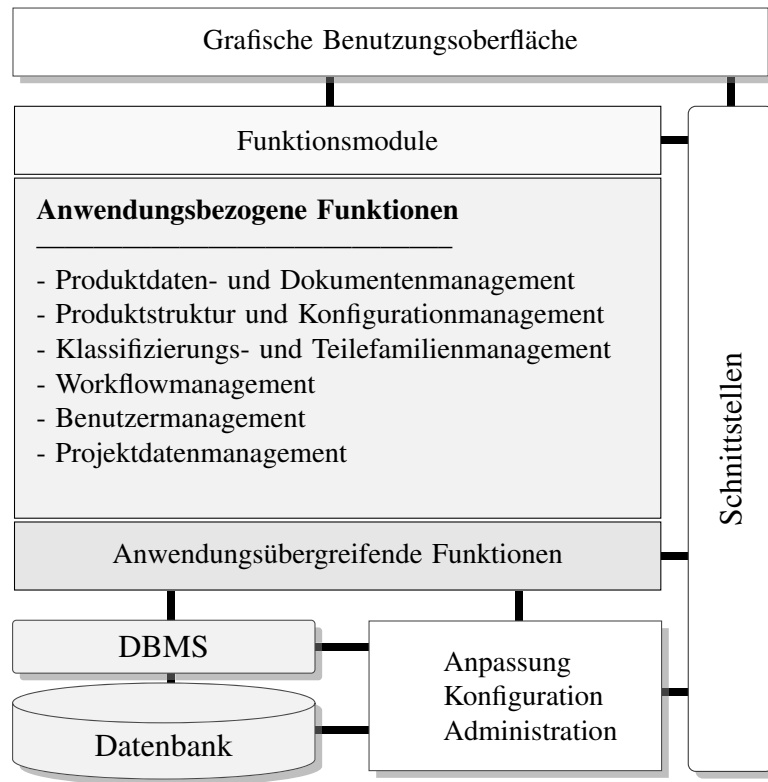 Grafische Benutzungsoberfläche
Funktionsmodule
Anwendungsbezogene Funktionen
- Produktdaten- und Dokumentenmanagement
- Produktstruktur und Konfigurationmanagement
- Klassifizierungs- und Teilefamilienmanagement
- Workflowmanagement
- Benutzermanagement
- Projektdatenmanagement
Anwendungsübergreifende Funktionen
DBMS
Datenbank
Anpassung
Konfiguration
Administration
Schnittstellen